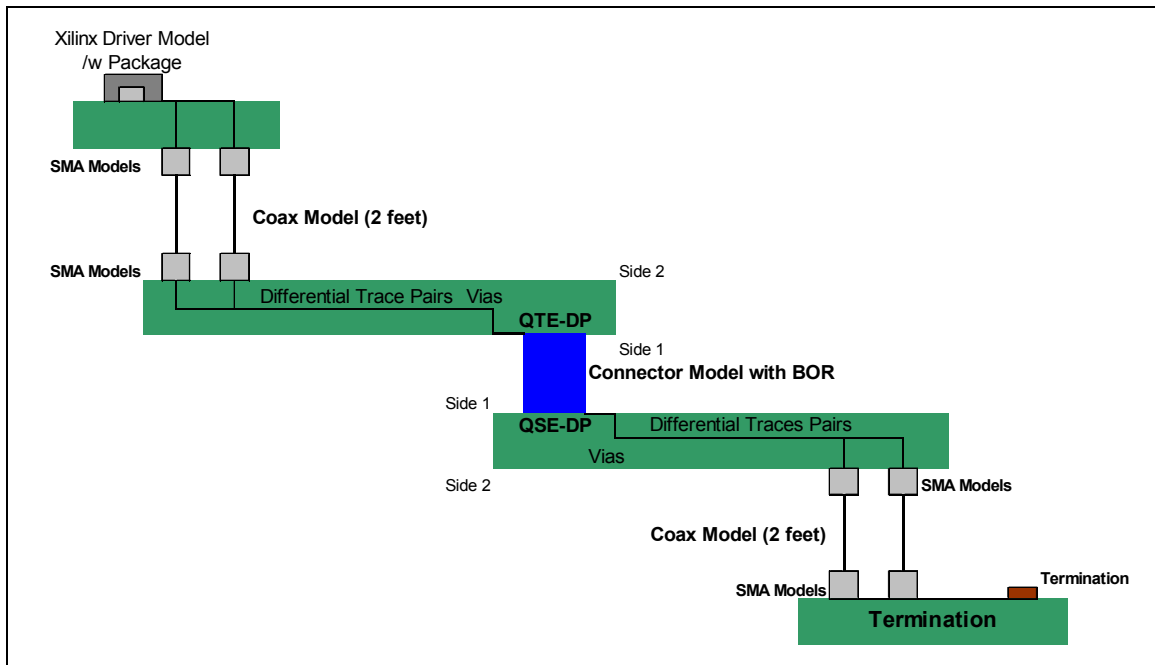 Xilinx Driver Model
/w Package
SMA Models
Coax Model (2 feet)
SMA Models
Side 2
Differential Trace Pairs Vias
QTE-DP
Side 1
Connector Model with BOR
Side 1
QSE-DP
Differential Traces Pairs
Vias
Side 2
SMA Models
Coax Model (2 feet)
SMA Models
Termination
Termination